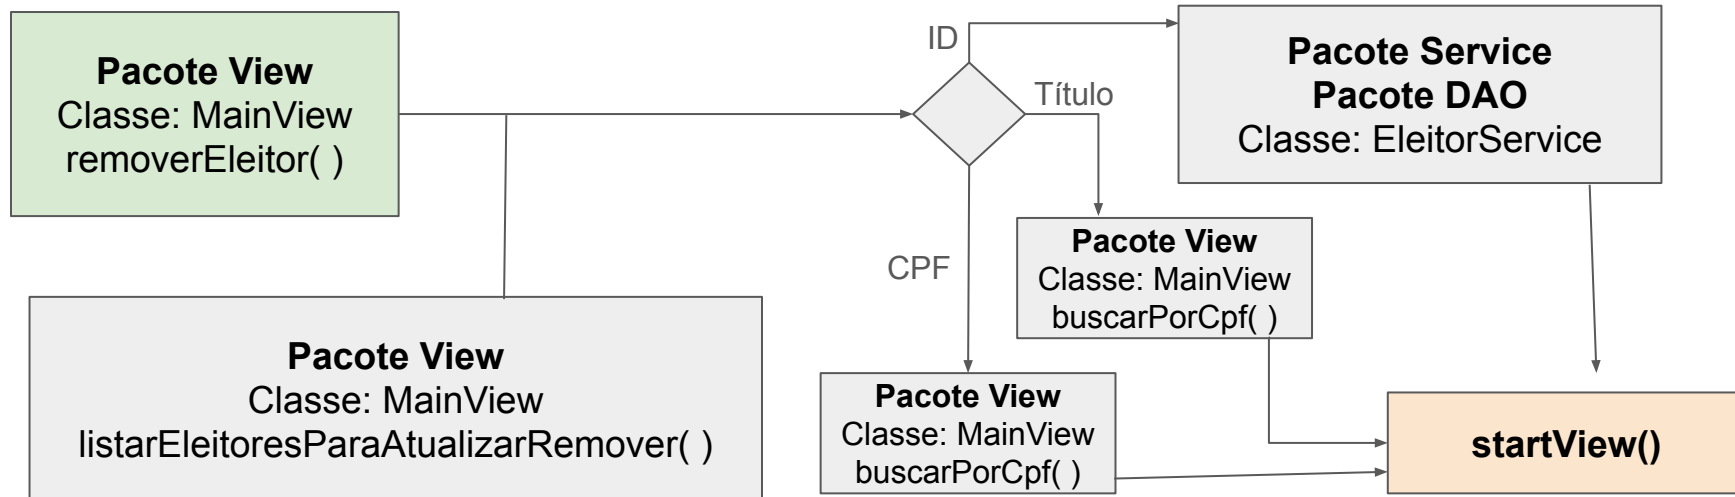 Pacote View
Classe: MainView
removerEleitor( )
Pacote View
Classe: MainView
listarEleitoresParaAtualizarRemover( )
ID
Título
CPF
Pacote Service
Pacote DAO
Classe: EleitorService
Pacote View
Classe: MainView
buscarPorCpf( )
Pacote View
Classe: MainView
buscarPorCpf( )
startView()